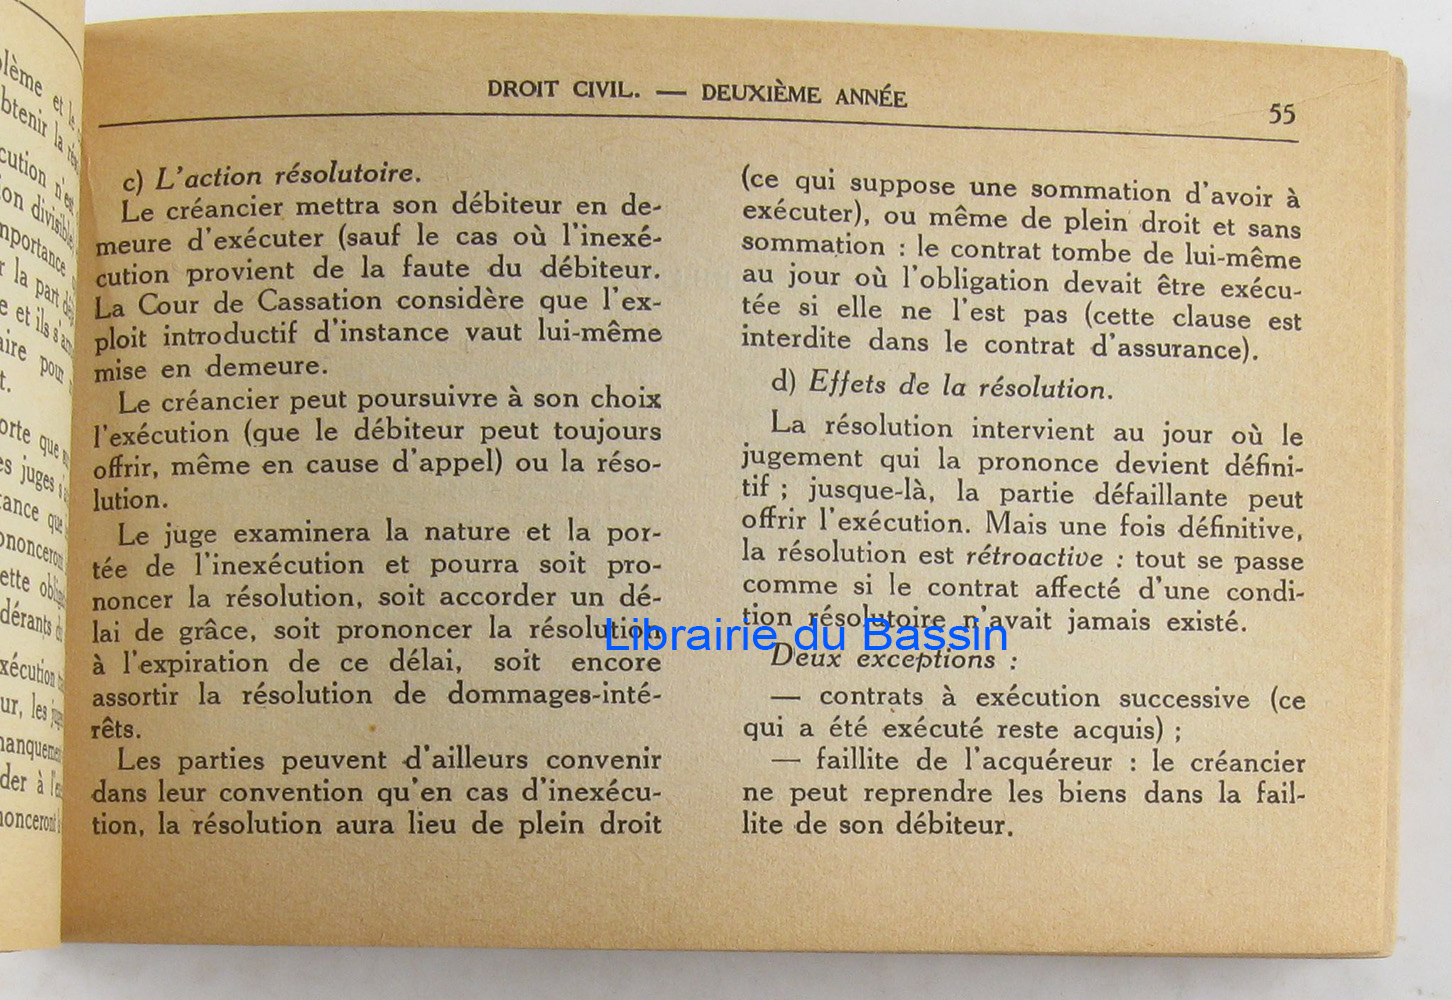 DROIT CIVIL. — DEUXIÈME ANNÉE
55
c) L'action résolutoire.
Le créancier mettra son débiteur en de-
meure d'exécuter (sauf le cas où l'inexé-
cution provient de la faute du débiteur.
La Cour de Cassation considère que l'ex-
ploit introductif d'instance vaut lui-même
mise en demeure.
Le créancier peut poursuivre à son choix
l'exécution (que le débiteur peut toujours
offrir, même en cause d'appel) ou la réso-
lution.
Le juge examinera la nature et la por-
tée de l'inexécution et pourra soit pro-
noncer la résolution, soit accorder un dé-
lai de grâce, soit prononcer la résolution
à l'expiration de ce délai, soit encore
assortir la résolution de dommages-inté-
rêts.
Les parties peuvent d'ailleurs convenir
dans leur convention qu'en cas d'inexécu-
tion, la résolution aura lieu de plein droit
(ce qui suppose une sommation d'avoir à
exécuter), ou même de plein droit et sans
sommation : le contrat tombe de lui-même
au jour où l'obligation devait être exécu-
tée si elle ne l'est pas (cette clause est
interdite dans le contrat d'assurance).
d) Effets de la résolution.
La résolution intervient au jour où le
jugement qui la prononce devient défini-
tif ; jusque-là, la partie défaillante peut
offrir l'exécution. Mais une fois définitive,
la résolution est rétroactive : tout se passe
comme si le contrat affecté d'une condi-
tion résolutoire n'avait jamais existé.
Deux exceptions :
— contrats à exécution successive (ce
qui a été exécuté reste acquis) ;
— faillite de l'acquéreur : le créancier
ne peut reprendre les biens dans la fail-
lite de son débiteur.
Librairie du Bassin